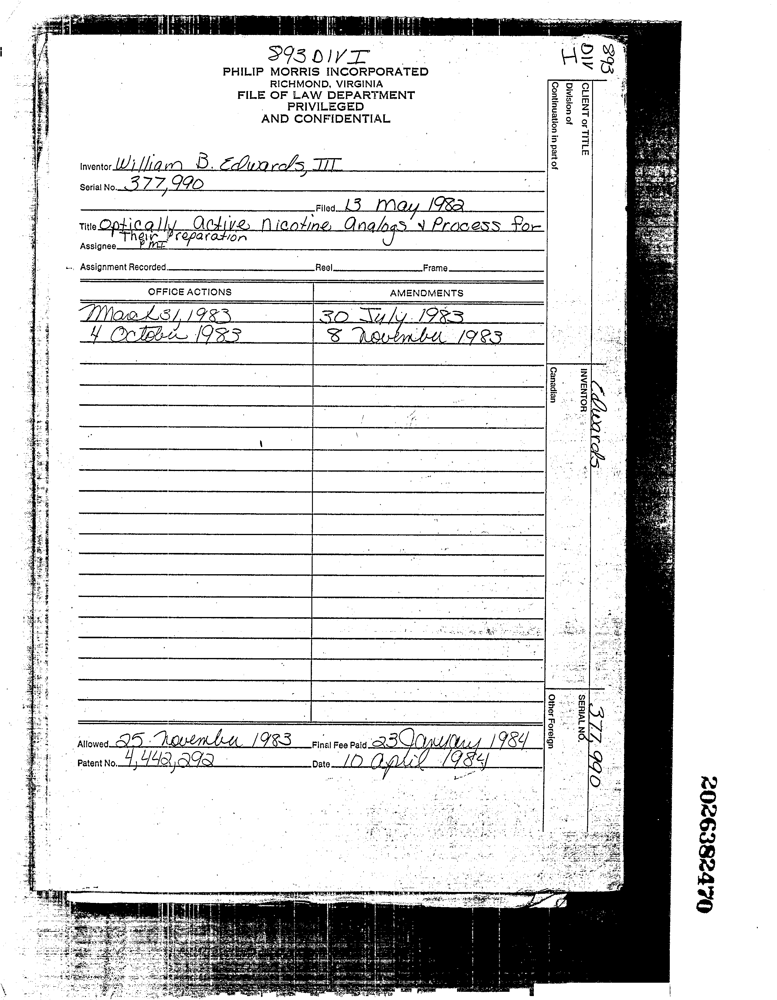 893 DIV I
PHILIP MORRIS INCORPORATED
RICHMOND, VIRGINIA
FILE OF LAW DEPARTMENT
PRIVILEGED
AND CONFIDENTIAL
Inventor William B. Edwards, III
Serial No. 377,990
Filed 13 May 1982
Title Optically Active Nicotine Analogs & Process for
Their Preparation
Assignee PMI
Assignment Recorded Reel Frame
OFFICE ACTIONS AMENDMENTS
March 31, 1983 30 July 1983
4 October 1983 8 November 1983
Allowed 25 November 1983 Final Fee Paid 23 January 1984
Patent No. 4,442,292 Date 10 April 1984
893
DIV
I
CLIENT or TITLE
Division of
Continuation in part of
Edwards
INVENTOR
Canadian
377,990
SERIAL NO.
Other Foreign
2026382470